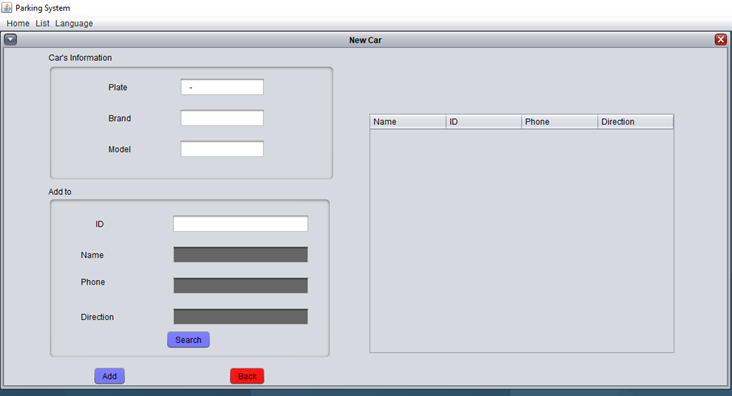 Parking System
Home List Language
New Car
Car's Information
Plate -
Brand
Model
Add to
ID
Name
Phone
Direction
Search
Add Back
Name ID Phone Direction